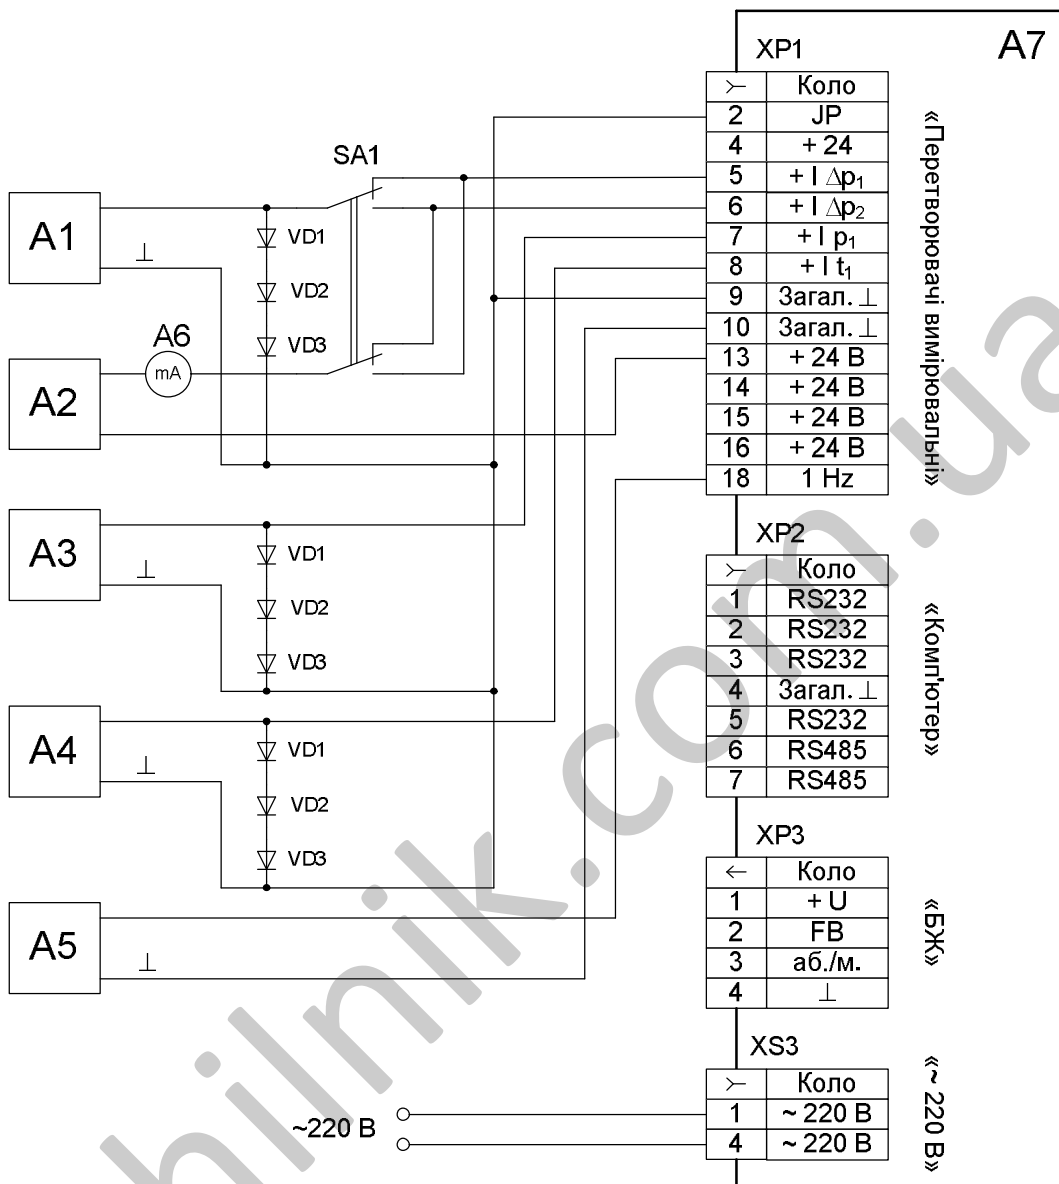 A7
XP1
Коло
2 JP
4 + 24
5 + I Δp₁
6 + I Δp₂
7 + I p₁
8 + I t₁
9 Загал. ⊥
10 Загал. ⊥
13 + 24 В
14 + 24 В
15 + 24 В
16 + 24 В
18 1 Hz
«Перетворювачі вимірювальні»
SA1
A1
⊥
VD1
VD2
VD3
A6
mA
A2
A3
⊥
VD1
VD2
VD3
A4
⊥
VD1
VD2
VD3
A5
⊥
XP2
Коло
1 RS232
2 RS232
3 RS232
4 Загал. ⊥
5 RS232
6 RS485
7 RS485
«Комп'ютер»
XP3
Коло
1 + U
2 FB
3 аб./м.
4 ⊥
«БЖ»
XS3
Коло
1 ~ 220 В
4 ~ 220 В
«~ 220 В»
~220 В
hilnik.com.ua